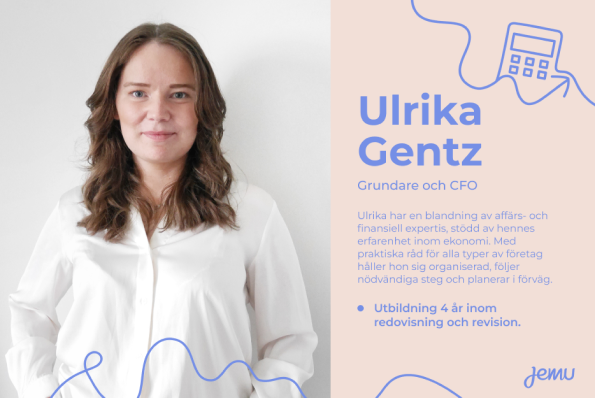 Ulrika
Gentz
Grundare och CFO
Ulrika har en blandning av affärs- och
finansiell expertis, stödd av hennes
erfarenhet inom ekonomi. Med
praktiska råd för alla typer av företag
håller hon sig organiserad, följer
nödvändiga steg och planerar i förväg.
Utbildning 4 år inom
redovisning och revision.
jemu